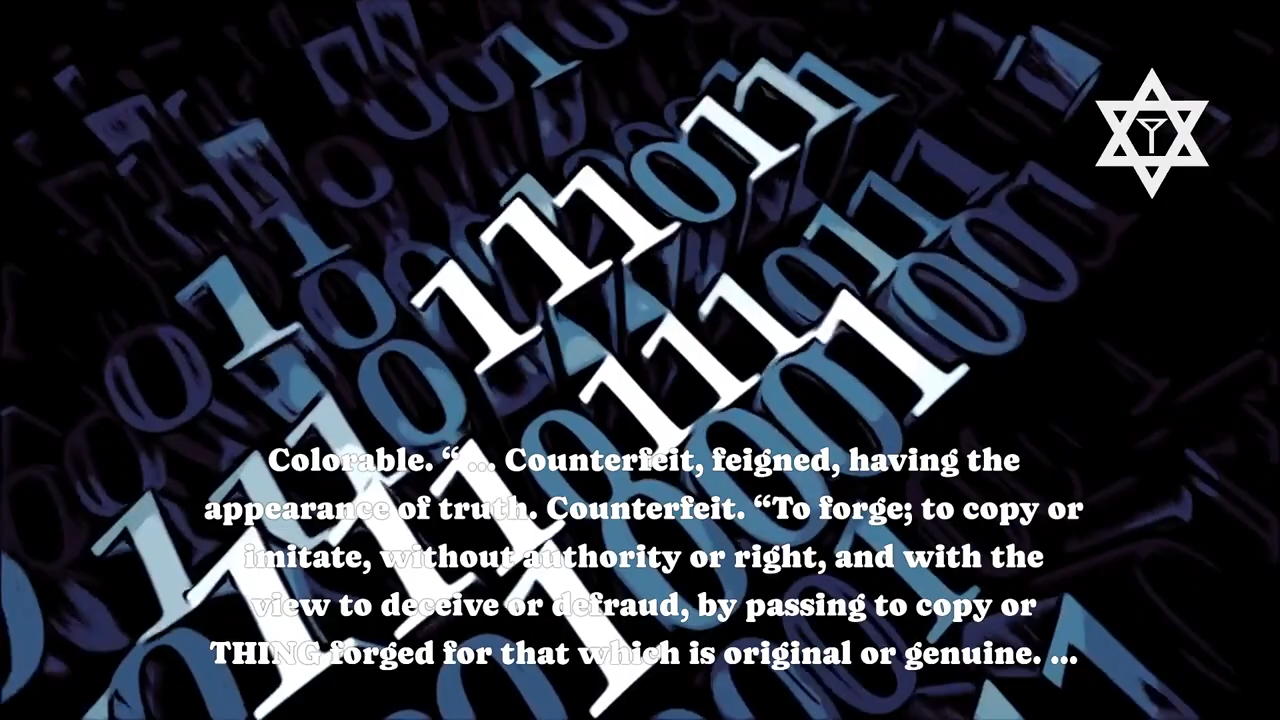 Colorable. “ ... Counterfeit, feigned, having the
appearance of truth. Counterfeit. “To forge; to copy or
imitate, without authority or right, and with the
view to deceive or defraud, by passing to copy or
THING forged for that which is original or genuine. ...